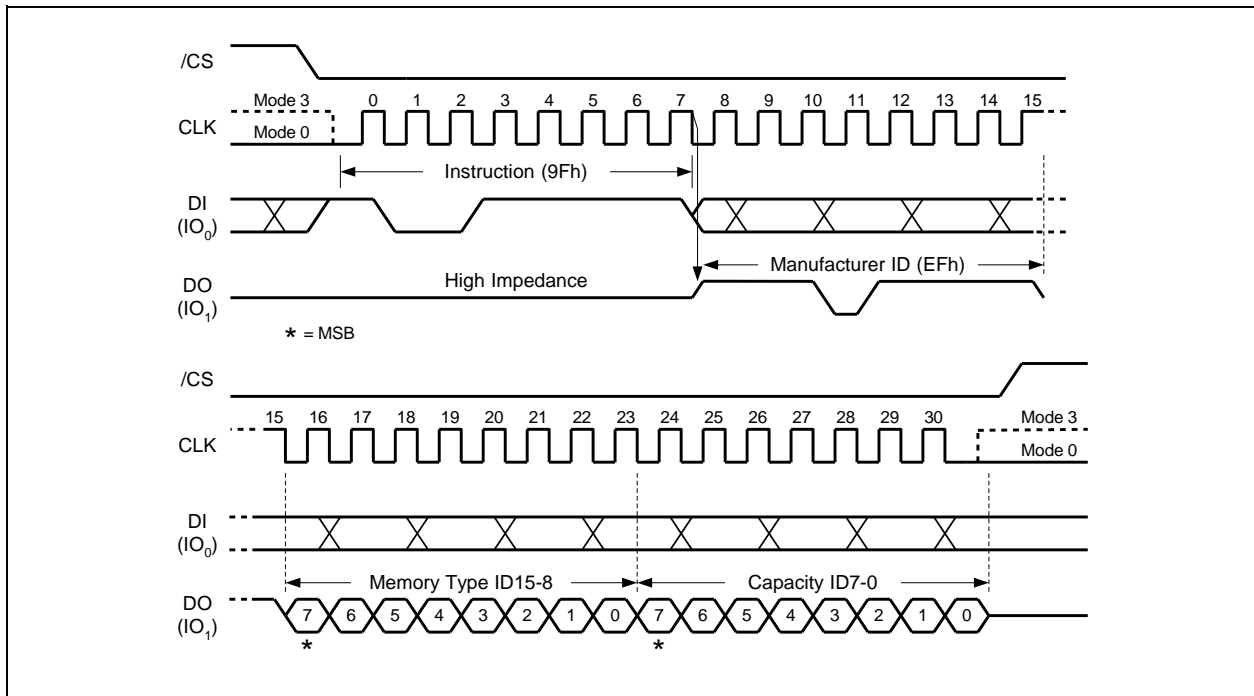 /CS
Mode 3 0 1 2 3 4 5 6 7 8 9 10 11 12 13 14 15
CLK
Mode 0
Instruction (9Fh)
DI
(IO0)
Manufacturer ID (EFh)
High Impedance
DO
(IO1)
* = MSB
/CS
15 16 17 18 19 20 21 22 23 24 25 26 27 28 29 30 Mode 3
CLK
Mode 0
DI
(IO0)
Memory Type ID15-8 Capacity ID7-0
DO
(IO1)
7 6 5 4 3 2 1 0 7 6 5 4 3 2 1 0
* *